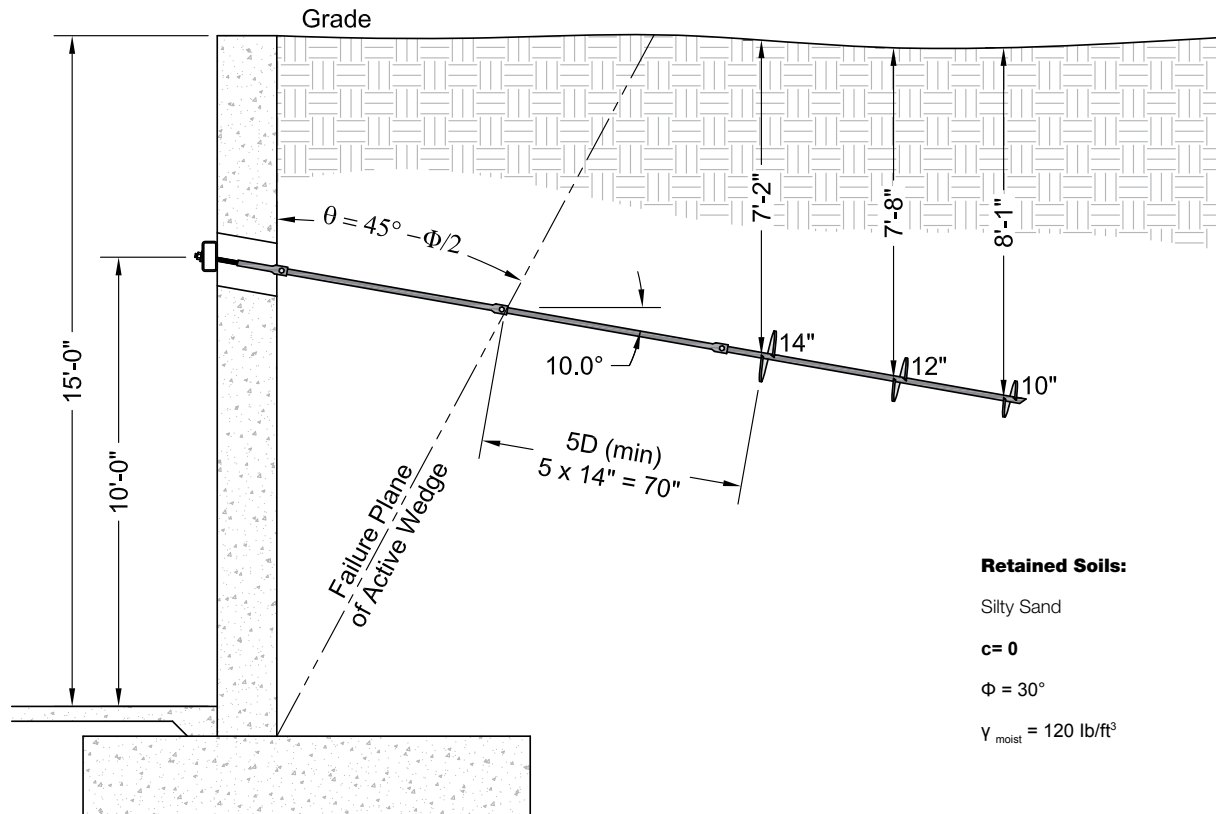 Grade
θ = 45° –Φ/2
7'-2"
7'-8"
8'-1"
15'-0"
10'-0"
10.0°
14"
12"
10"
5D (min)
5 x 14" = 70"
Failure Plane
of Active Wedge
Retained Soils:
Silty Sand
c= 0
Φ = 30°
γ moist = 120 lb/ft³